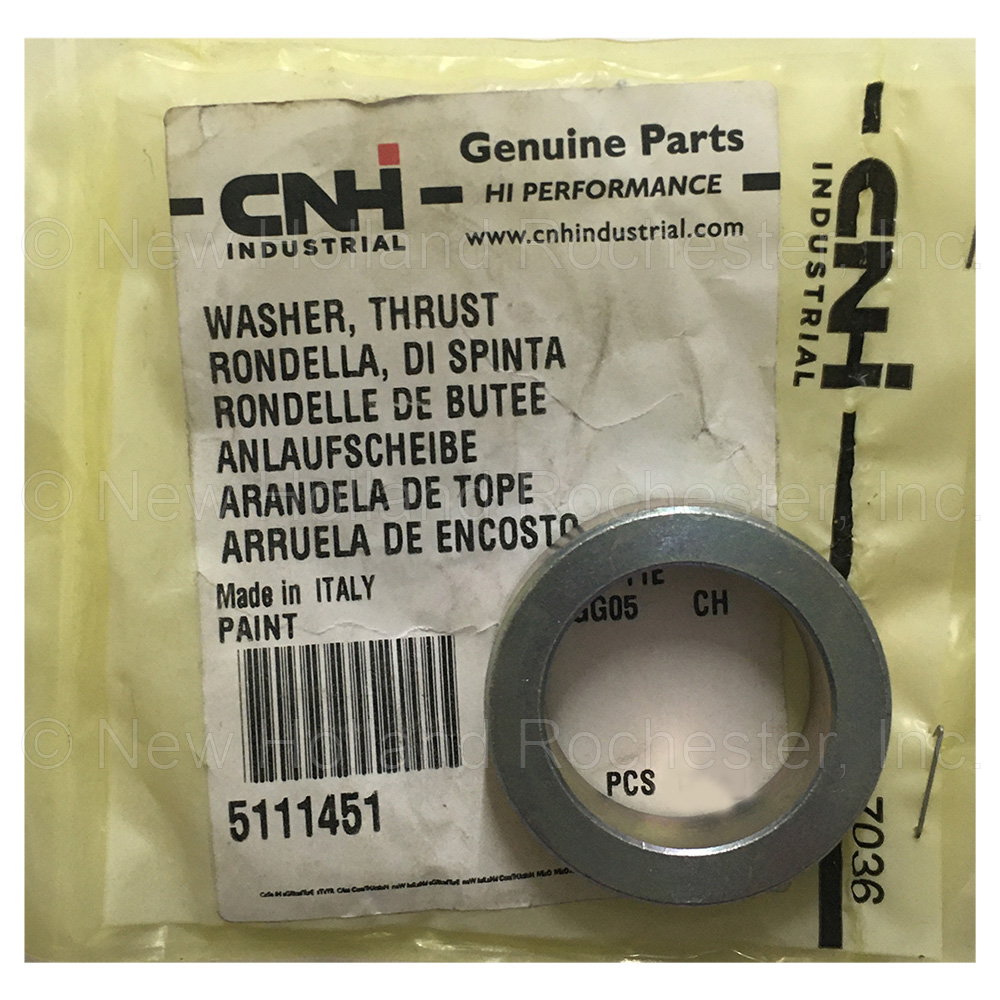 CNH
INDUSTRIAL
Genuine Parts
HI PERFORMANCE
www.cnhindustrial.com
WASHER, THRUST
RONDELLA, DI SPINTA
RONDELLE DE BUTEE
ANLAUFSCHEIBE
ARANDELA DE TOPE
ARRUELA DE ENCOSTO
Made in ITALY
PAINT
GG05 CH
PCS
5111451
CNH
INDUSTRIAL
7036
© New Holland Rochester, Inc.
© New Holland Rochester, Inc.
© New Holland Rochester, Inc.